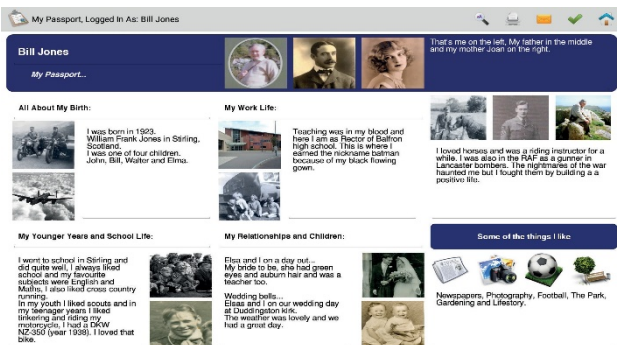 My Passport, Logged In As: Bill Jones
Bill Jones
My Passport...
That's me on the left, My father in the middle
and my mother Joan on the right.
All About My Birth:
I was born in 1923.
William Frank Jones in Stirling,
Scotland.
I was one of four children.
John, Bill, Walter and Elma.
My Work Life:
Teaching was in my blood and
here I am as Rector of Balfron
high school. This is where I
earned the nickname batman
because of my black flowing
gown.
I loved horses and was a riding instructor for a
while. I was also in the RAF as a gunner in
Lancaster bombers. The nightmares of the war
haunted me but I fought them by building a a
positive life.
My Younger Years and School Life:
I went to school in Stirling and
did quite well, I always liked
school and my favourite
subjects were English and
Maths, I also liked cross country
running.
In my youth I liked scouts and in
my teenager years I liked
tinkering and riding my
motorcycle, I had a DKW
NZ-350 (year 1938). I loved that
bike.
My Relationships and Children:
Elsa and I on a day out...
My bride to be, she had green
eyes and auburn hair and was a
teacher too.
Wedding bells...
Elsas and I on our wedding day
at Duddingston kirk.
The weather was lovely and we
had a great day.
Some of the things I like
Newspapers, Photography, Football, The Park,
Gardening and Lifestory.